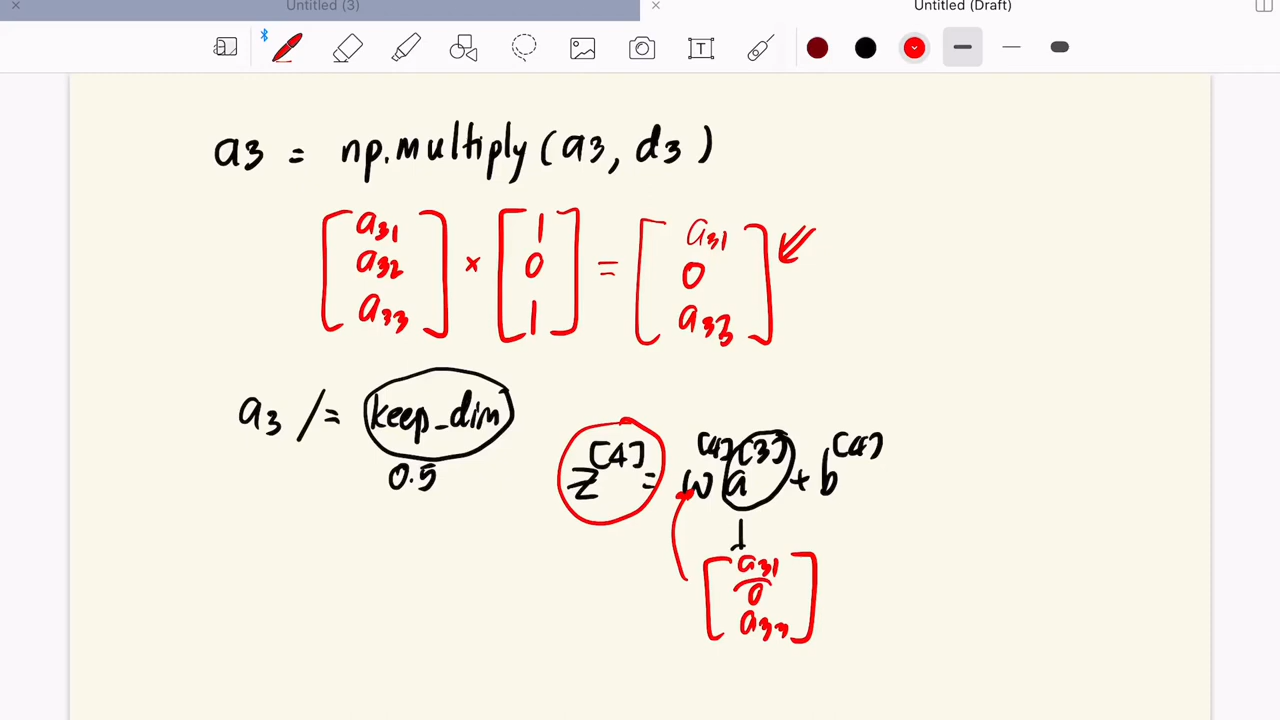 Untitled (3)
Untitled (Draft)
a3 = np.multiply(a3, d3)
[a31 a32 a33] × [1 0 1] = [a31 0 a33]
a3 /= keep_dim
0.5
z[4] = w[4] a[3] + b[4]
[a31 0 a33]